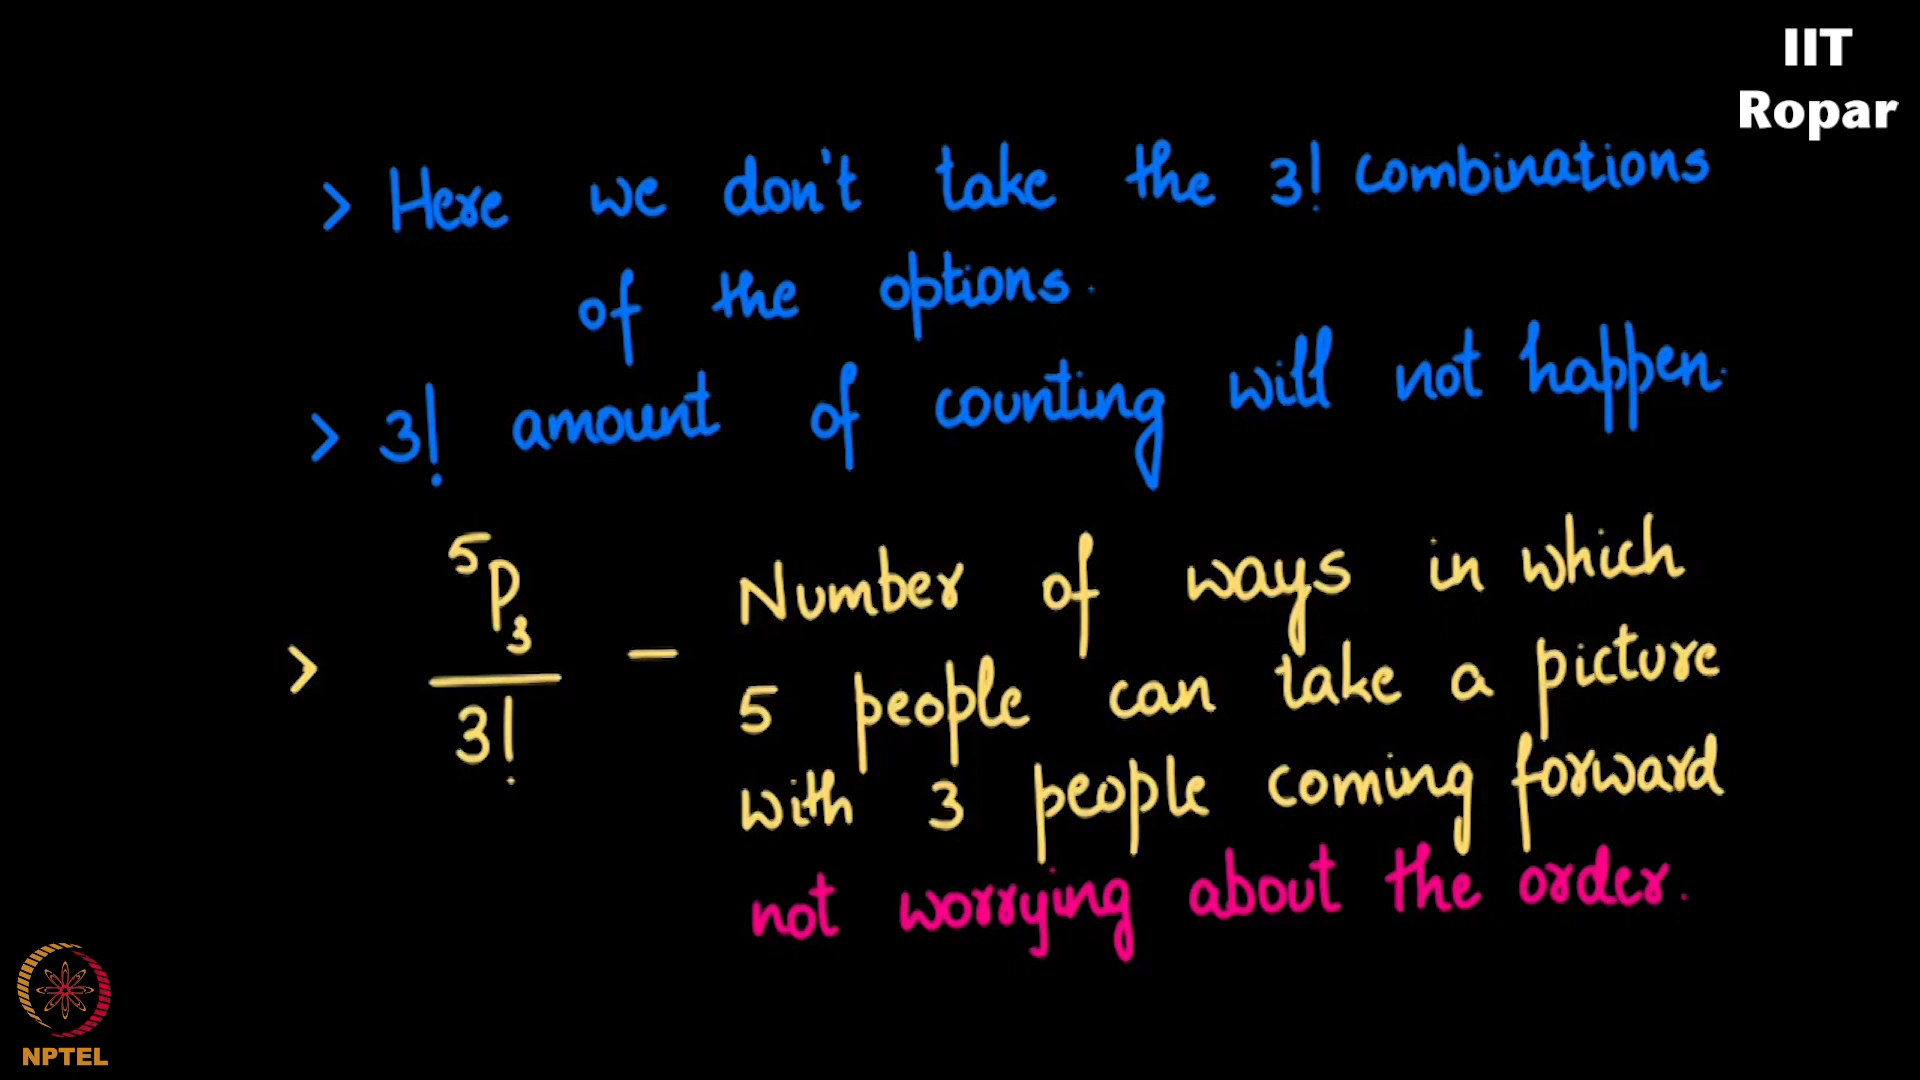 IIT
Ropar
> Here we don't take the 3! combinations
of the options.
> 3! amount of counting will not happen.
> ⁵P₃ / 3! – Number of ways in which
5 people can take a picture
with 3 people coming forward
not worrying about the order.
NPTEL